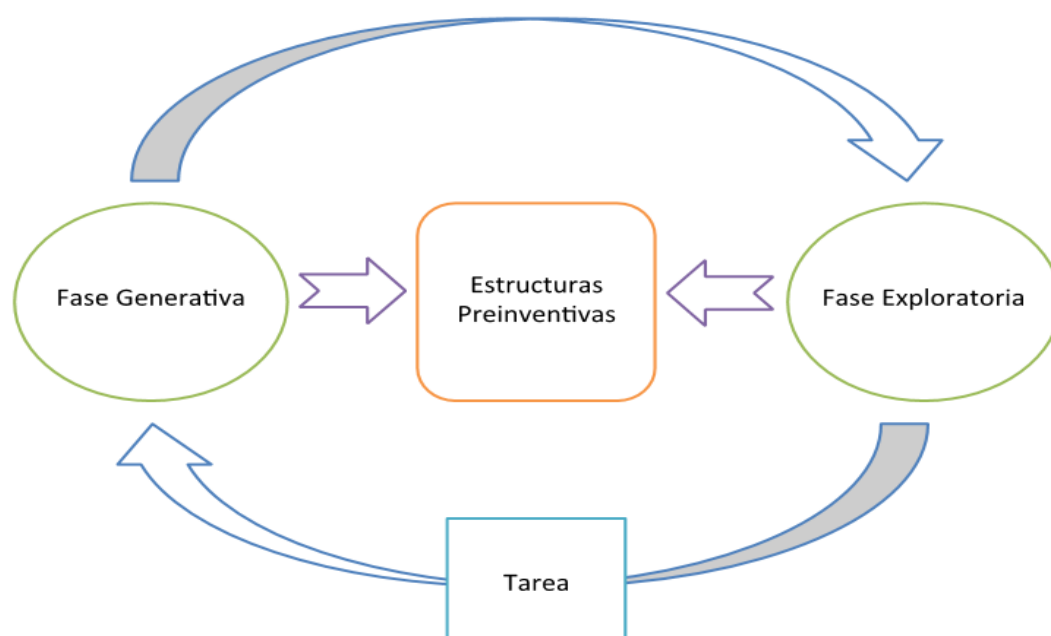 Fase Generativa
Estructuras
Preinventivas
Fase Exploratoria
Tarea